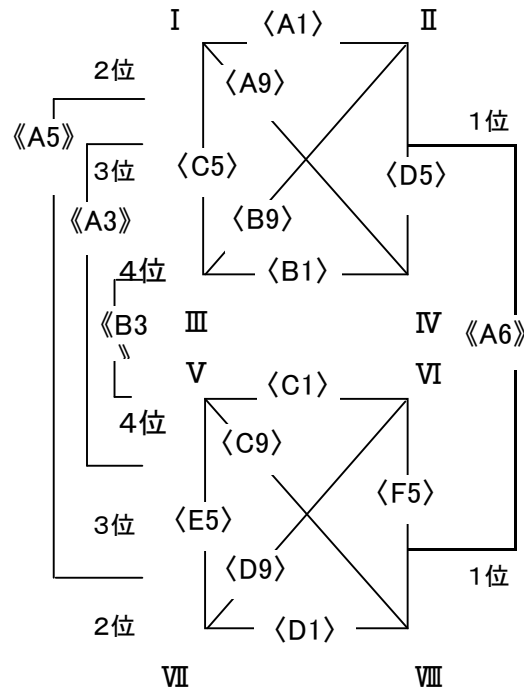 Ⅰ 〈A1〉 Ⅱ
2位 〈A9〉
《A5》 1位
3位 〈C5〉 〈D5〉
《A3》 〈B9〉
4位 〈B1〉
《B3》 Ⅲ Ⅳ 《A6》
Ⅴ 〈C1〉 Ⅵ
4位 〈C9〉
〈F5〉
3位 〈E5〉
〈D9〉 1位
2位 〈D1〉
Ⅶ Ⅷ